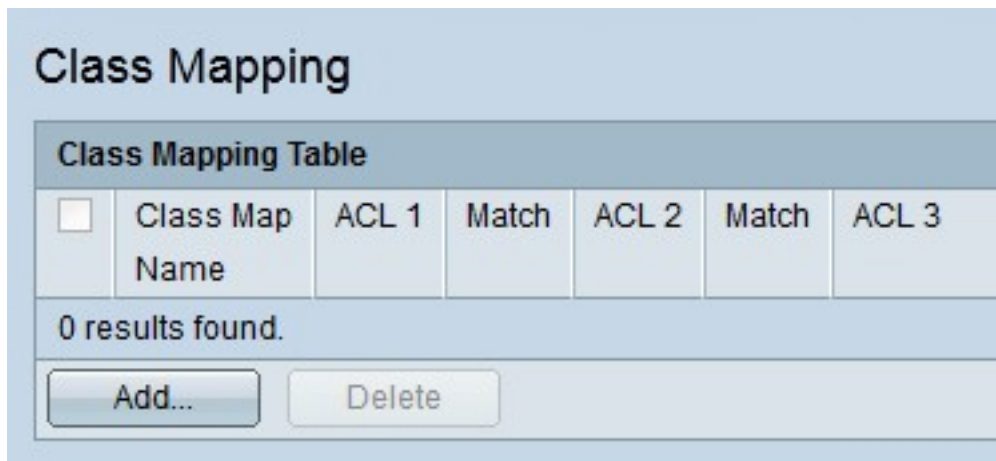 Class Mapping
Class Mapping Table
Class Map Name ACL 1 Match ACL 2 Match ACL 3
0 results found.
Add... Delete